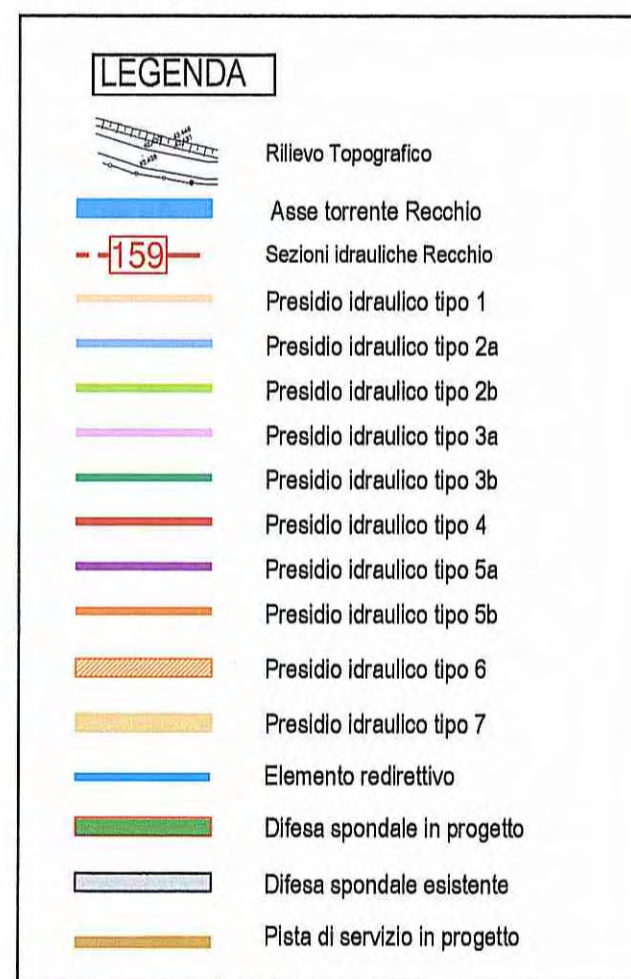 LEGENDA
Rilievo Topografico
Asse torrente Recchio
159 Sezioni idrauliche Recchio
Presidio idraulico tipo 1
Presidio idraulico tipo 2a
Presidio idraulico tipo 2b
Presidio idraulico tipo 3a
Presidio idraulico tipo 3b
Presidio idraulico tipo 4
Presidio idraulico tipo 5a
Presidio idraulico tipo 5b
Presidio idraulico tipo 6
Presidio idraulico tipo 7
Elemento redirettivo
Difesa spondale in progetto
Difesa spondale esistente
Pista di servizio in progetto